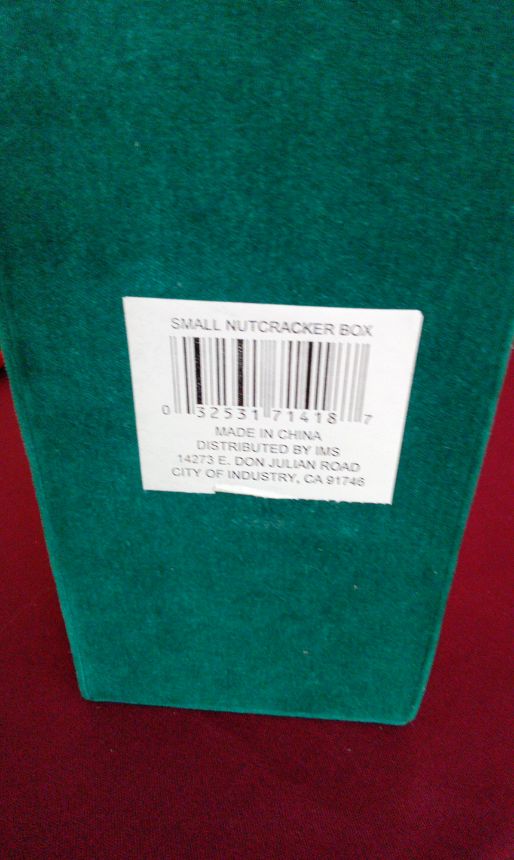 SMALL NUTCRACKER BOX
0 32531 71418 7
MADE IN CHINA
DISTRIBUTED BY IMS
14273 E. DON JULIAN ROAD
CITY OF INDUSTRY, CA 91746